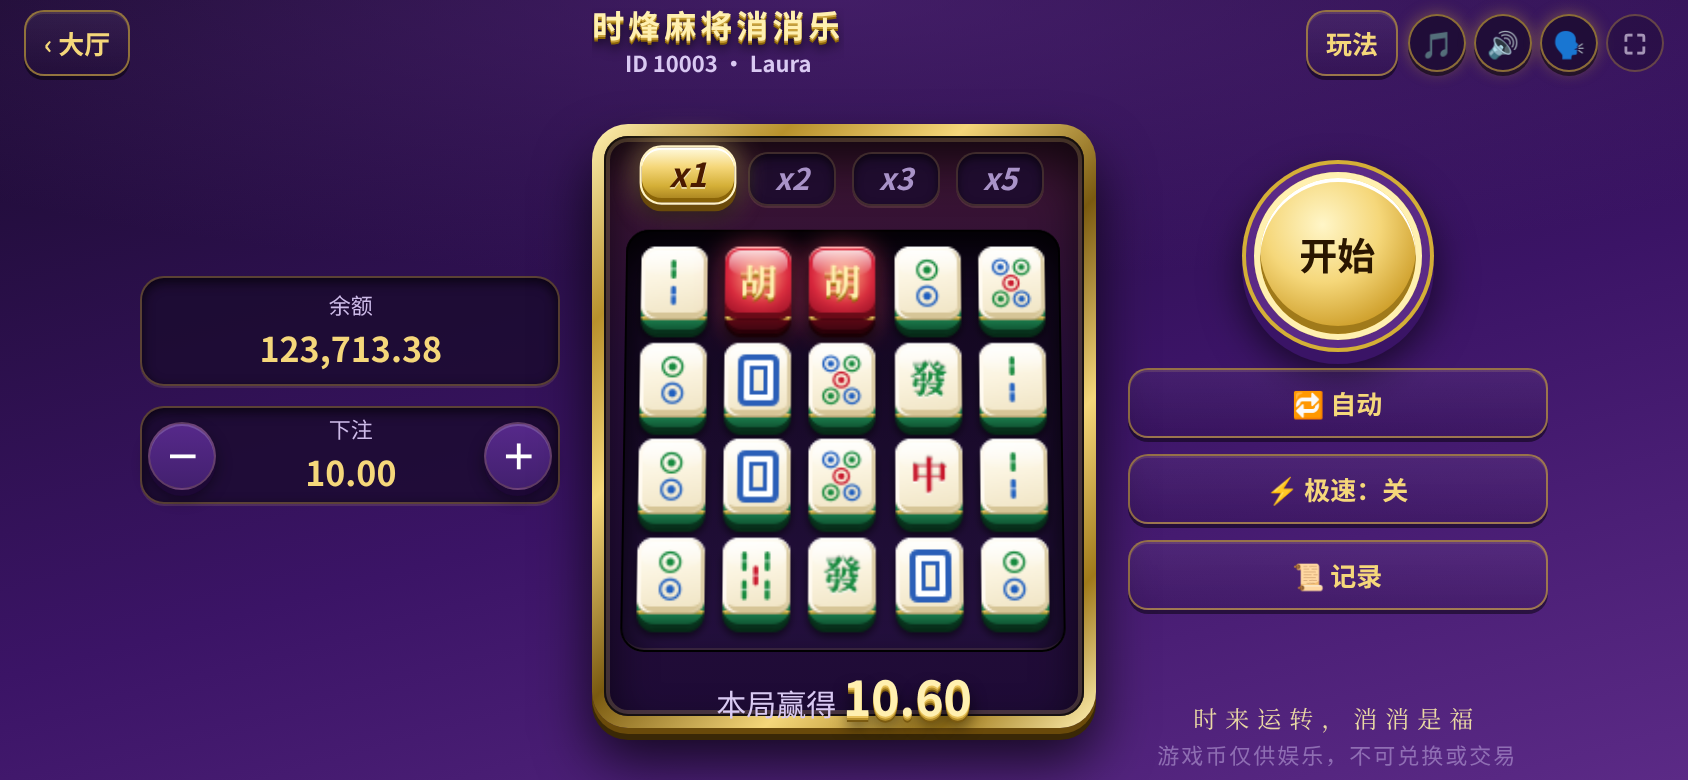 ‹ 大厅
时烽麻将消消乐
ID 10003 · Laura
玩法
x1 x2 x3 x5
胡 胡
發
中
發
余额
123,713.38
下注
− 10.00 +
本局赢得 10.60
开始
自动
极速：关
记录
时来运转，消消是福
游戏币仅供娱乐，不可兑换或交易